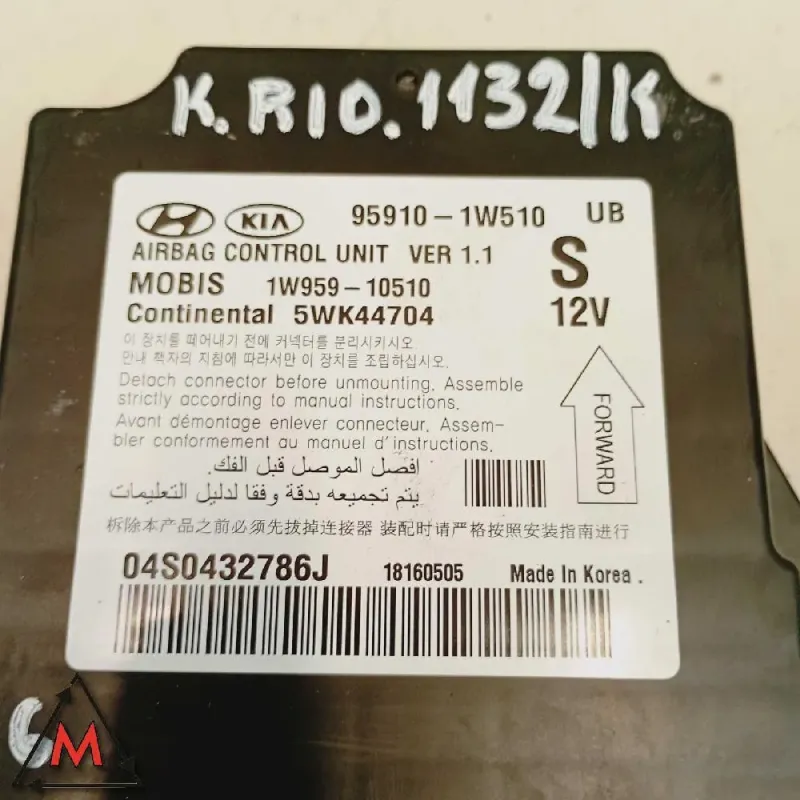 K.RIO.1132/K
KIA 95910-1W510 UB
AIRBAG CONTROL UNIT VER 1.1 S
MOBIS 1W959-10510
Continental 5WK44704 12V
이 장치를 떼어내기 전에 커넥터를 분리시키시오
안내 책자의 지침에 따라서만 이 장치를 조립하십시오.
Detach connector before unmounting. Assemble
strictly according to manual instructions.
Avant démontage enlever connecteur. Assem-
bler conformement au manuel d'instructions.
FORWARD
افصل الموصل قبل الفك.
يتم تجميعه بدقة وفقا لدليل التعليمات
拆除本产品之前必须先拔掉连接器 装配时请严格按照安装指南进行
04S0432786J 18160505 Made In Korea .
M